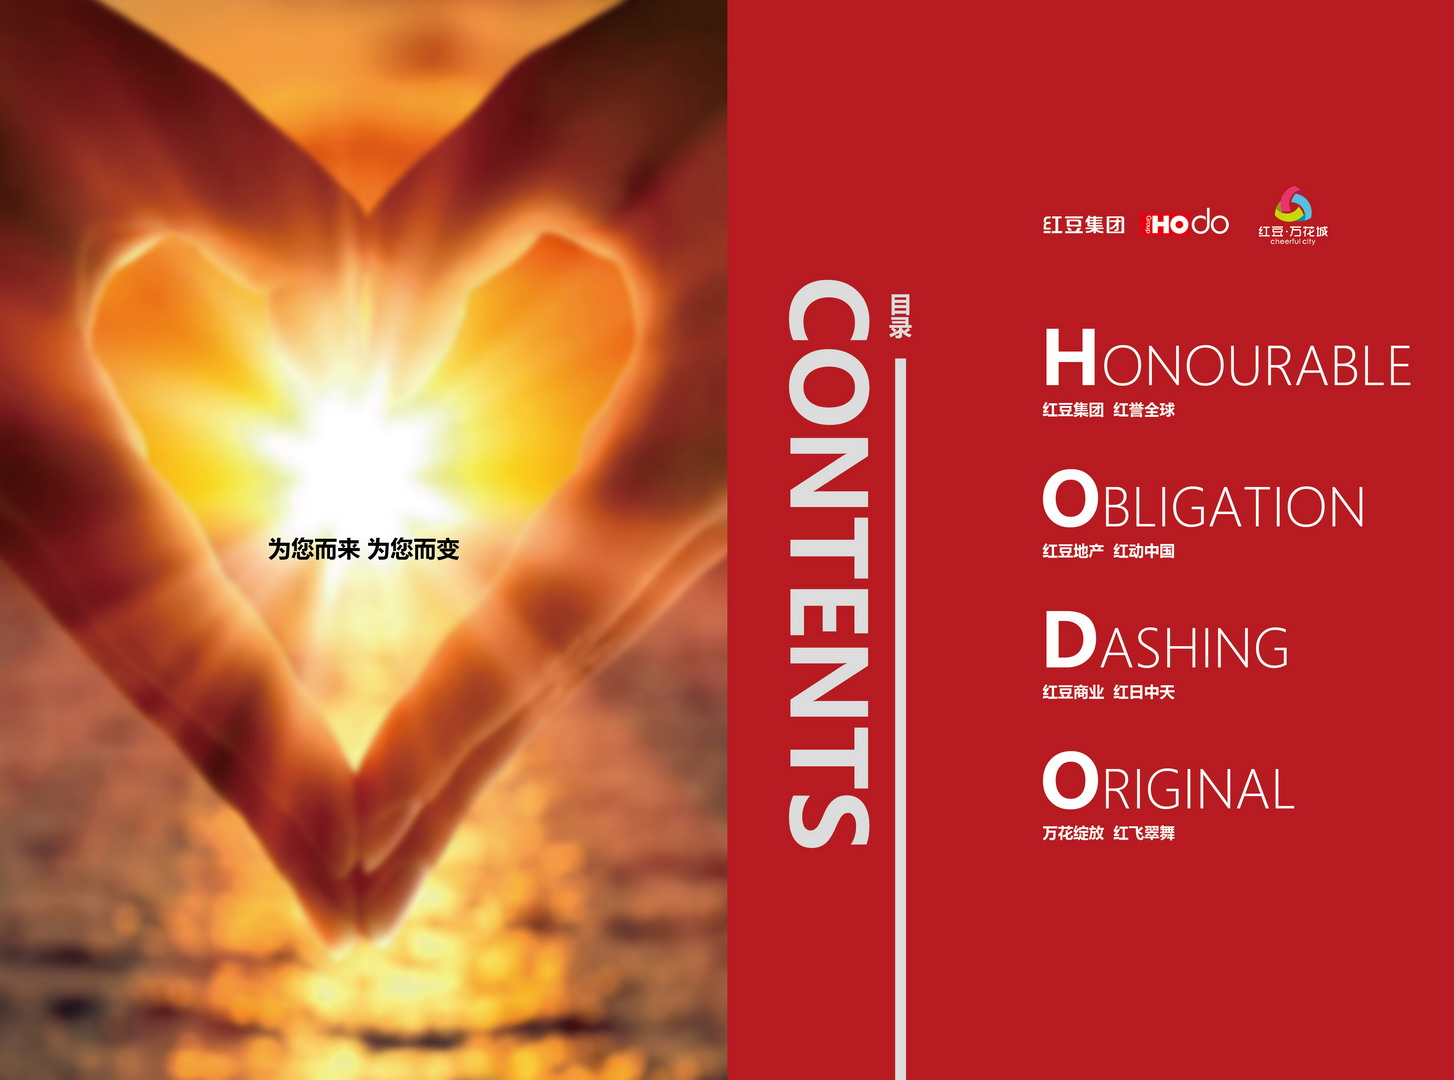 为您而来 为您而变
CONTENTS
目录
红豆集团 Group HOdo
红豆·万花城
cheerful city
HONOURABLE
红豆集团 红誉全球
OBLIGATION
红豆地产 红动中国
DASHING
红豆商业 红日中天
ORIGINAL
万花绽放 红飞翠舞